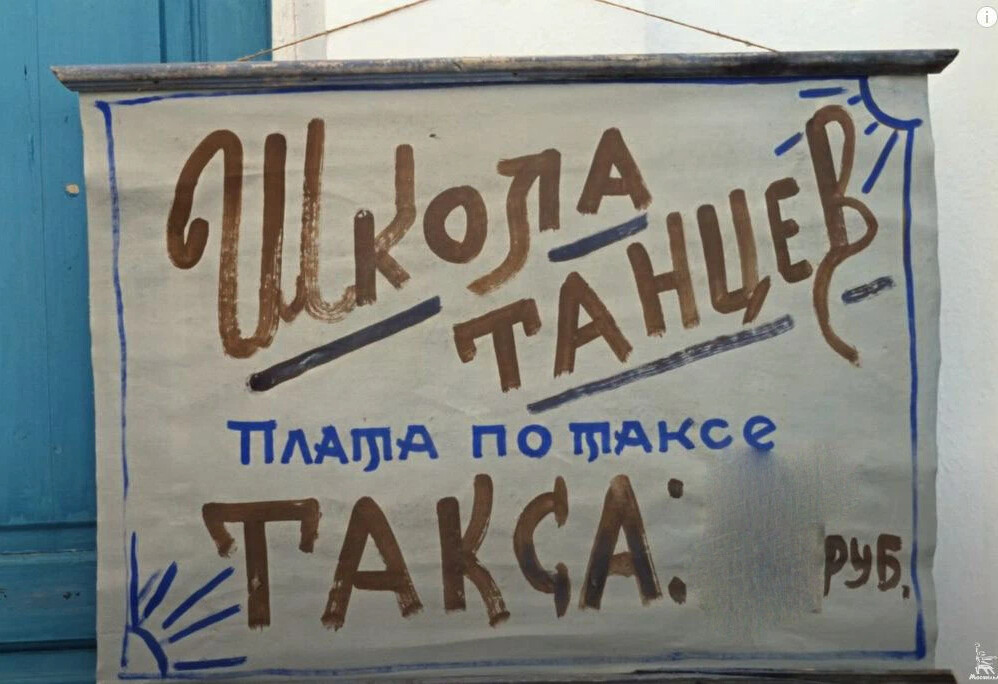 Школа
танцев
Плата по таксе
Такса: руб.